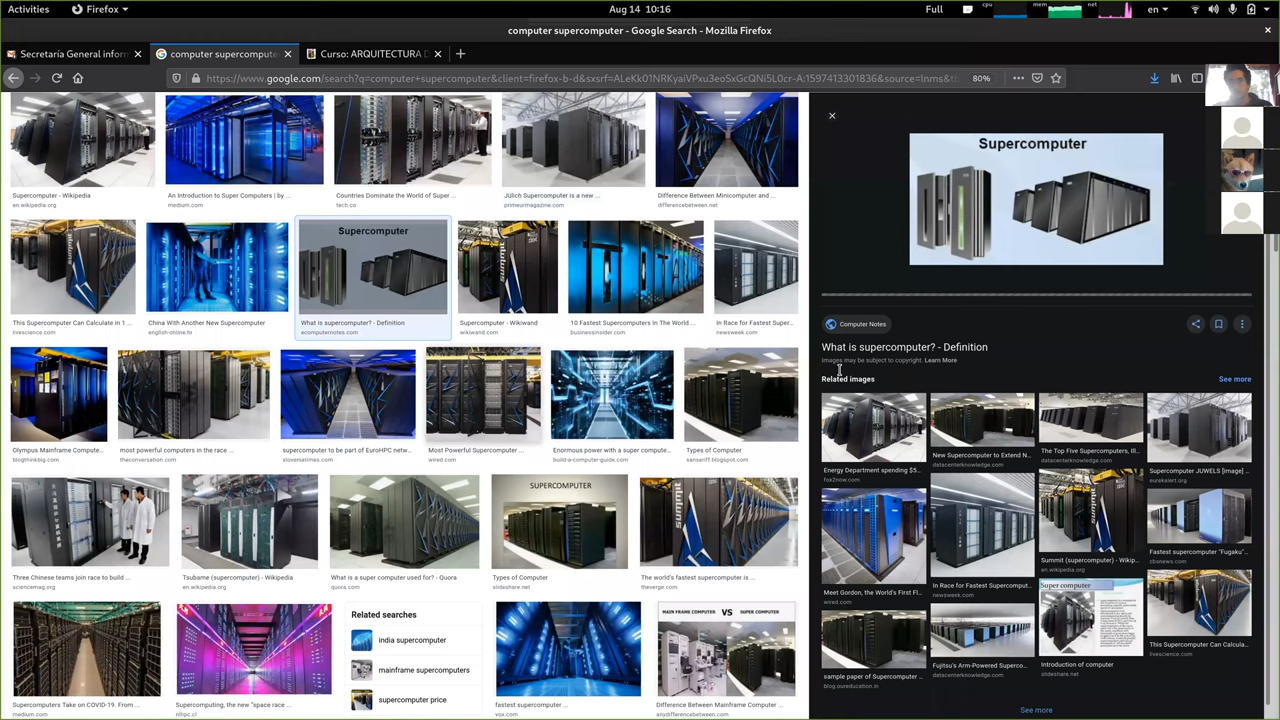 Activities
Firefox
Aug 14 10:16
Full
cpu
mem
net
en
computer supercomputer - Google Search - Mozilla Firefox
Secretaría General inform
computer supercompute
Curso: ARQUITECTURA D
https://www.google.com/search?q=computer+supercomputer&client=firefox-b-d&sxsrf=ALeKk01NRKyaiVPxu3eoSxGcQNi5L0cr-A:1597413301836&source=lnms&
80%
Supercomputer - Wikipedia
en.wikipedia.org
An Introduction to Super Computers | by ...
medium.com
Countries Dominate the World of Super ...
tech.co
Jülich Supercomputer is a new ...
primeurmagazine.com
Difference Between Minicomputer and ...
differencebetween.net
Supercomputer
This Supercomputer Can Calculate in 1 ...
livescience.com
China With Another New Supercomputer
english-online.hr
What is supercomputer? - Definition
ecomputernotes.com
Supercomputer - Wikiwand
wikiwand.com
10 Fastest Supercomputers In The World ...
businessinsider.com
In Race for Fastest Super...
newsweek.com
Olympus Mainframe Compute...
blogthinkbig.com
most powerful computers in the race ...
theconversation.com
supercomputer to be part of EuroHPC netw...
sloveniatimes.com
Most Powerful Supercomputer ...
wired.com
Enormous power with a super compute...
build-a-computer-guide.com
Types of Computer
sansariff.blogspot.com
SUPERCOMPUTER
summit
Three Chinese teams join race to build ...
sciencemag.org
Tsubame (supercomputer) - Wikipedia
en.wikipedia.org
What is a super computer used for? - Quora
quora.com
Types of Computer
slideshare.net
The world's fastest supercomputer is ...
theverge.com
Supercomputers Take on COVID-19. From ...
medium.com
Supercomputing, the new "space race ...
nlhpc.cl
Related searches
india supercomputer
mainframe supercomputers
supercomputer price
fastest supercomputer ...
vox.com
MAIN FRAME COMPUTER VS SUPER COMPUTER
Difference Between Mainframe Computer ...
anydifference.com
Supercomputer
Computer Notes
What is supercomputer? - Definition
Images may be subject to copyright. Learn More
Related images
See more
Energy Department spending $5...
fox2now.com
New Supercomputer to Extend N...
datacenterknowledge.com
The Top Five Supercomputers, Ill...
datacenterknowledge.com
Supercomputer JUWELS [image] ...
eurekalert.org
Meet Gordon, the World's First Fl...
wired.com
In Race for Fastest Supercomput...
newsweek.com
Summit (supercomputer) - Wikip...
en.wikipedia.org
Fastest supercomputer "Fugaku"...
cbsnews.com
sample paper of Supercomputer ...
blog.oureducation.in
Fujitsu's Arm-Powered Superco...
datacenterknowledge.com
Super computer
Introduction of computer
slideshare.net
This Supercomputer Can Calcula...
livescience.com
See more